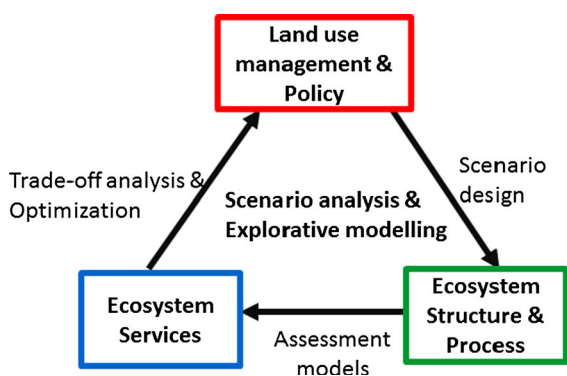 Land use
management &
Policy
Trade-off analysis &
Optimization
Scenario analysis &
Explorative modelling
Scenario
design
Ecosystem
Services
Assessment
models
Ecosystem
Structure &
Process